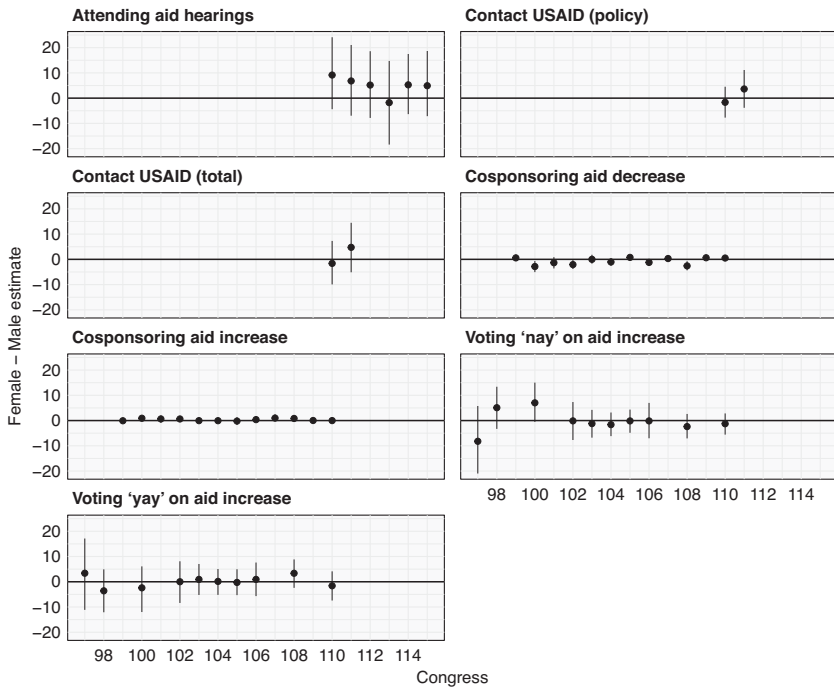 Attending aid hearings
Contact USAID (policy)
20
10
0
−10
−20
Contact USAID (total)
Cosponsoring aid decrease
20
10
0
−10
−20
Cosponsoring aid increase
Voting ‘nay’ on aid increase
20
10
0
−10
−20
98 100 102 104 106 108 110 112 114
Voting ‘yay’ on aid increase
20
10
0
−10
−20
98 100 102 104 106 108 110 112 114
Congress
Female − Male estimate